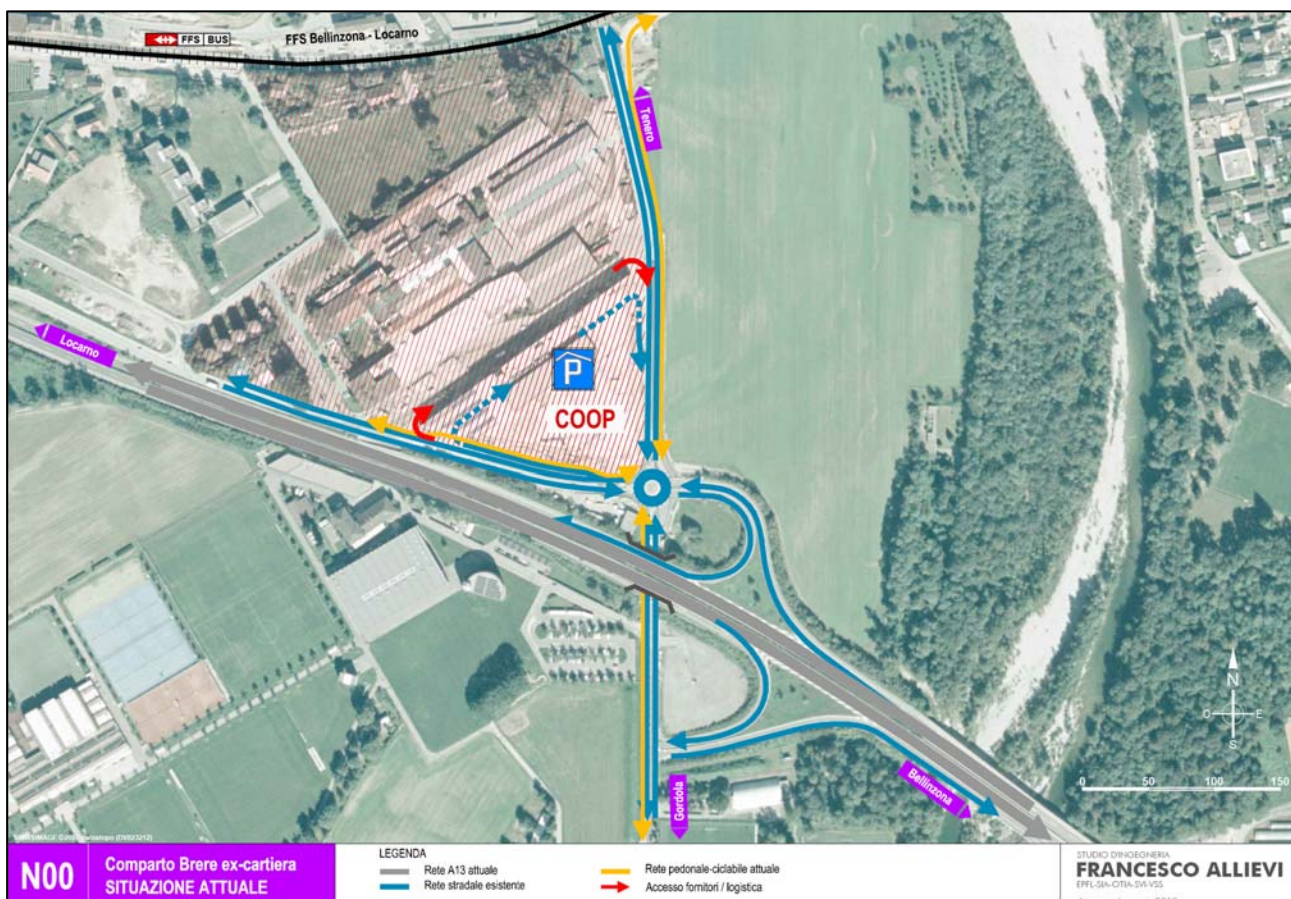 FFS BUS
FFS Bellinzona - Locarno
Tenero
Locarno
P
COOP
N
O E
S
0 50 100 150
Bellinzona
Gordola
N00
Comparto Brere ex-cartiera
SITUAZIONE ATTUALE
LEGENDA
Rete A13 attuale
Rete stradale esistente
Rete pedonale-ciclabile attuale
Accesso fornitori / logistica
STUDIO D'INGEGNERIA
FRANCESCO ALLIEVI
EPFL-SIA-OTIA-SVI-VSS